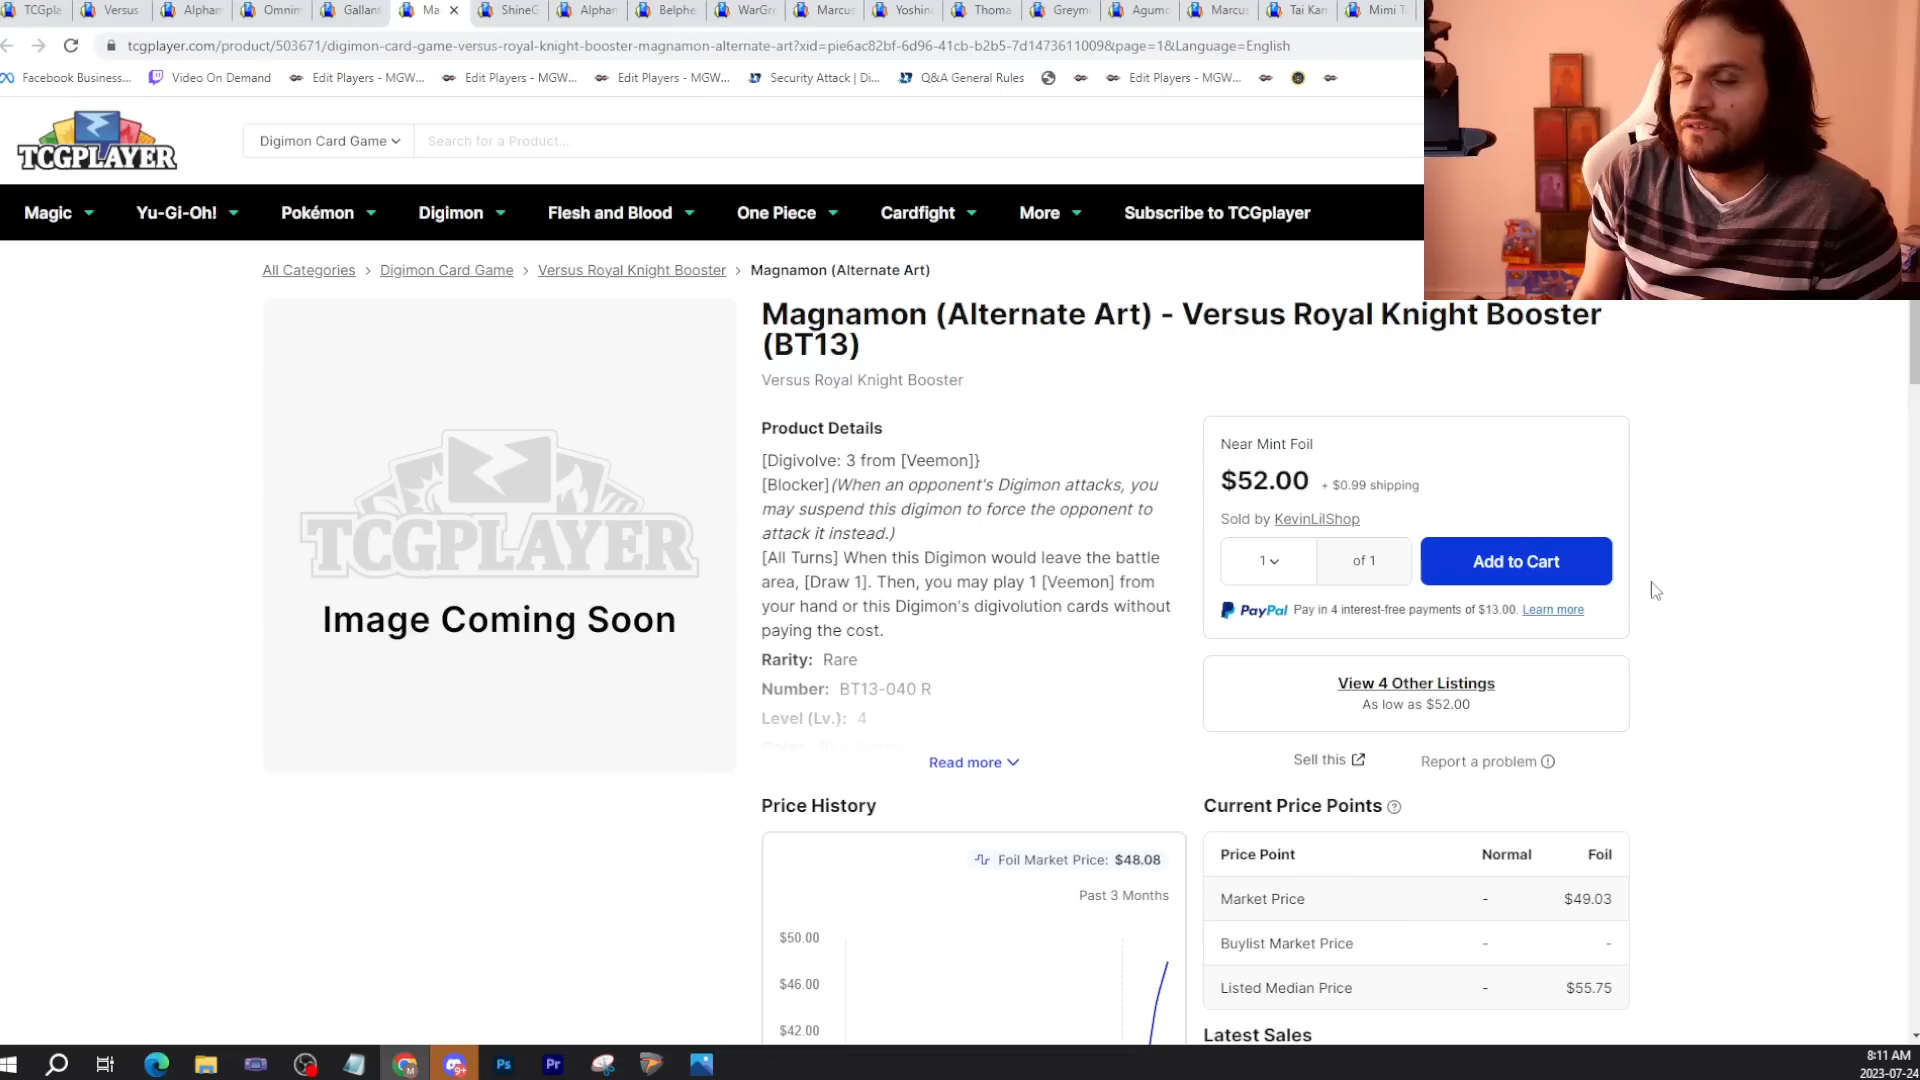 TCGpla Versus Alpham Omnim Gallant Ma ShineG Alpham Belphe WarGre Marcus Yoshino Thoma Greym Agumo Marcus Tai Kam Mimi T
tcgplayer.com/product/503671/digimon-card-game-versus-royal-knight-booster-magnamon-alternate-art?xid=pie6ac82bf-6d96-41cb-b2b5-7d1473611009&page=1&Language=English
Facebook Business... Video On Demand Edit Players - MGW... Edit Players - MGW... Edit Players - MGW... Security Attack | Di... Q&A General Rules Edit Players - MGW...
TCGPLAYER
Digimon Card Game Search for a Product...
Magic Yu-Gi-Oh! Pokémon Digimon Flesh and Blood One Piece Cardfight More Subscribe to TCGplayer
All Categories > Digimon Card Game > Versus Royal Knight Booster > Magnamon (Alternate Art)
Magnamon (Alternate Art) - Versus Royal Knight Booster
(BT13)
Versus Royal Knight Booster
TCGPLAYER
Image Coming Soon
Product Details
[Digivolve: 3 from [Veemon]}
[Blocker](When an opponent's Digimon attacks, you
may suspend this digimon to force the opponent to
attack it instead.)
[All Turns] When this Digimon would leave the battle
area, [Draw 1]. Then, you may play 1 [Veemon] from
your hand or this Digimon's digivolution cards without
paying the cost.
Rarity: Rare
Number: BT13-040 R
Level (Lv.): 4
Read more
Near Mint Foil
$52.00 + $0.99 shipping
Sold by KevinLilShop
1 of 1 Add to Cart
PayPal Pay in 4 interest-free payments of $13.00. Learn more
View 4 Other Listings
As low as $52.00
Sell this Report a problem
Price History
Foil Market Price: $48.08
Past 3 Months
$50.00
$46.00
$42.00
Current Price Points
Price Point Normal Foil
Market Price - $49.03
Buylist Market Price - -
Listed Median Price - $55.75
Latest Sales
M 9+ Ps Pr
8:11 AM
2023-07-24